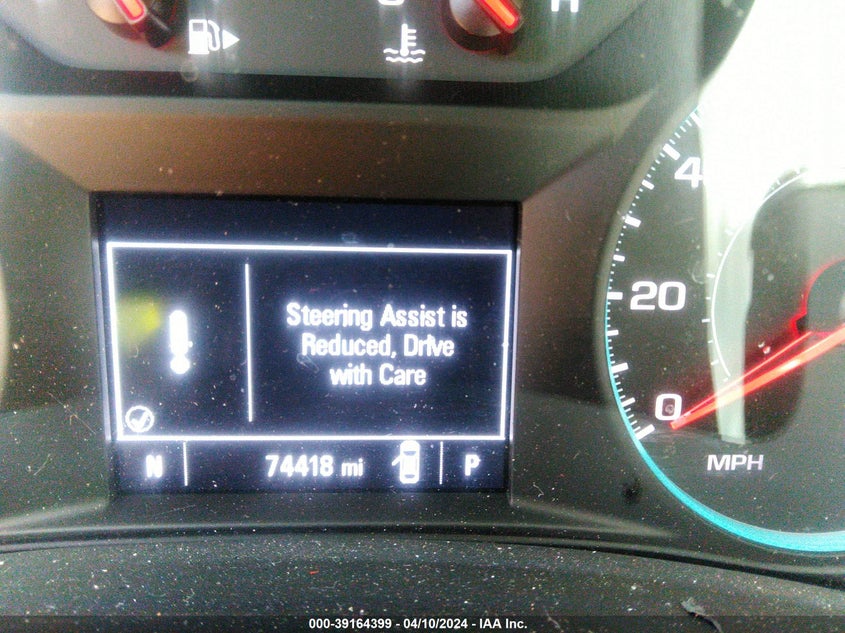 H
Steering Assist is
Reduced, Drive
with Care
N 74418 mi P
4
20
0
MPH
000-39164399 - 04/10/2024 - IAA Inc.